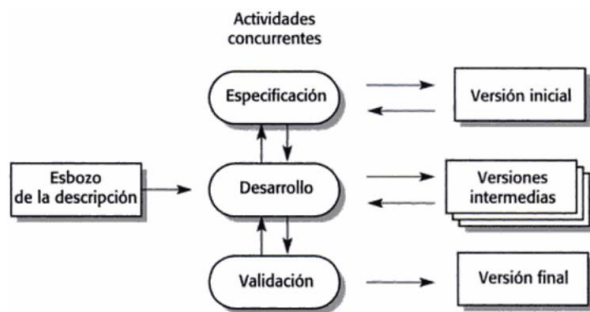 Actividades
concurrentes
Especificación
Versión inicial
Esbozo
de la descripción
Desarrollo
Versiones
intermedias
Validación
Versión final